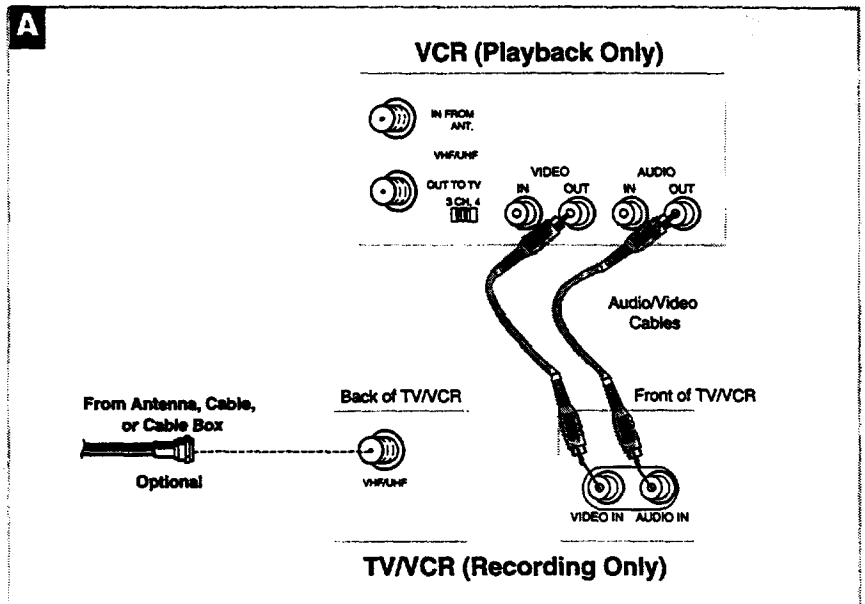 A
VCR (Playback Only)
IN FROM
ANT.
VHF/UHF
OUT TO TV
3 CH. 4
VIDEO
IN OUT
AUDIO
IN OUT
Audio/Video
Cables
From Antenna, Cable,
or Cable Box
Optional
Back of TV/VCR
VHF/UHF
Front of TV/VCR
VIDEO IN AUDIO IN
TV/VCR (Recording Only)